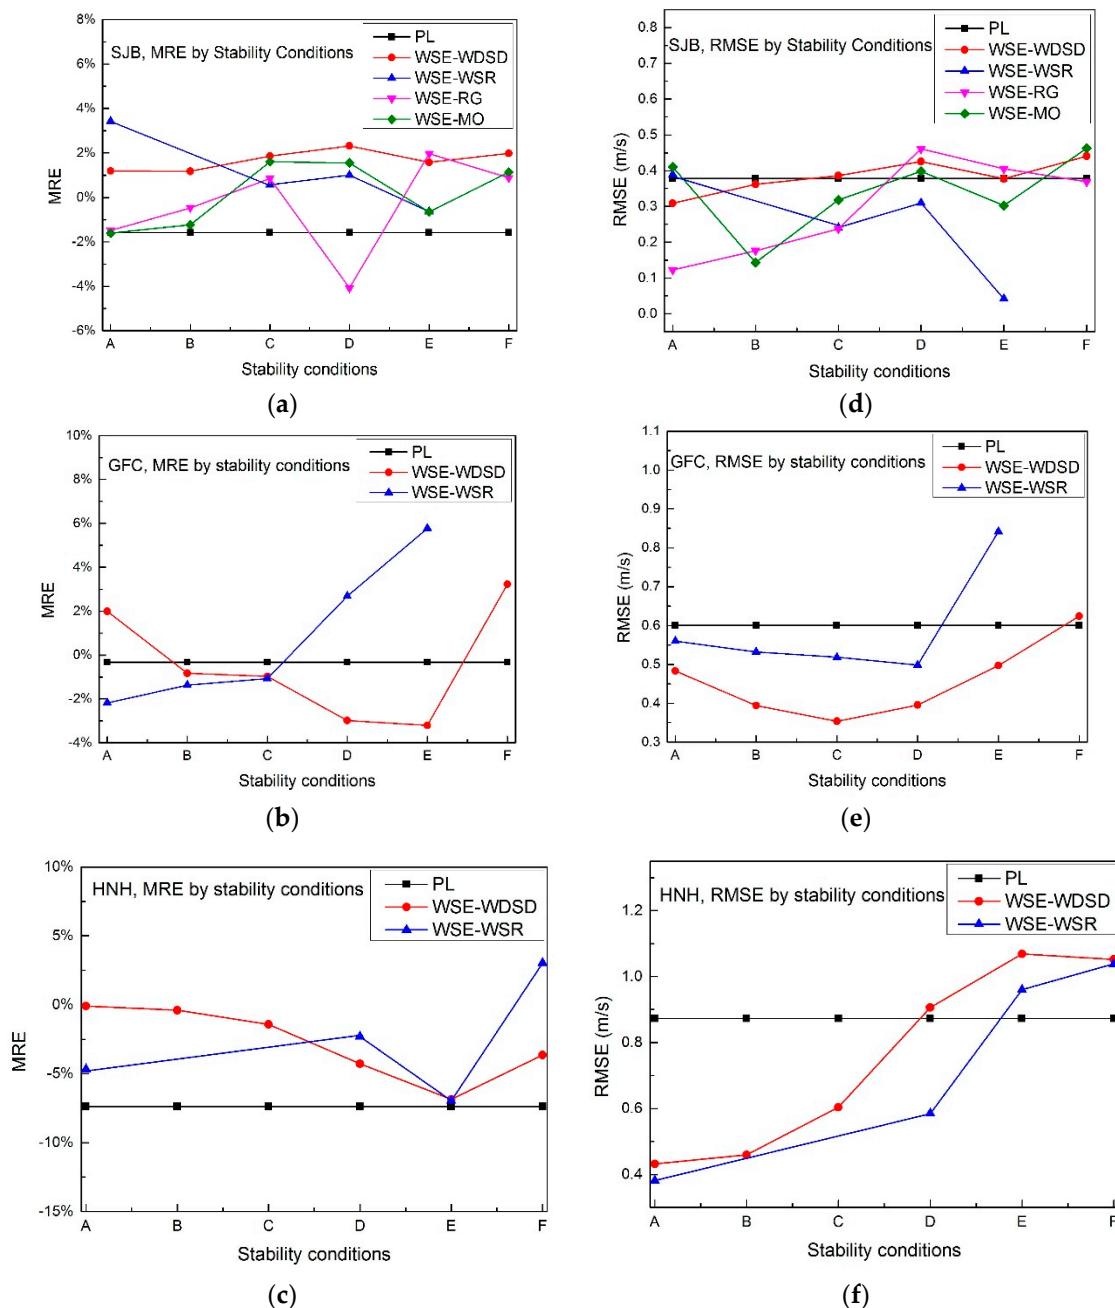 8%
6%
4%
2%
0%
-2%
-4%
-6%
MRE
SJB, MRE by Stability Conditions
PL
WSE-WDSD
WSE-WSR
WSE-RG
WSE-MO
A B C D E F
Stability conditions
(a)
0.8
0.7
0.6
0.5
0.4
0.3
0.2
0.1
0.0
RMSE (m/s)
SJB, RMSE by Stability Conditions
PL
WSE-WDSD
WSE-WSR
WSE-RG
WSE-MO
A B C D E F
Stability conditions
(d)
10%
8%
6%
4%
2%
0%
-2%
-4%
MRE
GFC, MRE by stability conditions
PL
WSE-WDSD
WSE-WSR
A B C D E F
Stability conditions
(b)
1.1
1.0
0.9
0.8
0.7
0.6
0.5
0.4
0.3
RMSE (m/s)
GFC, RMSE by stability conditions
PL
WSE-WDSD
WSE-WSR
A B C D E F
Stability conditions
(e)
10%
5%
0%
-5%
-10%
-15%
MRE
HNH, MRE by stability conditions
PL
WSE-WDSD
WSE-WSR
A B C D E F
Stability conditions
(c)
1.2
1.0
0.8
0.6
0.4
RMSE (m/s)
HNH, RMSE by stability conditions
PL
WSE-WDSD
WSE-WSR
A B C D E F
Stability conditions
(f)